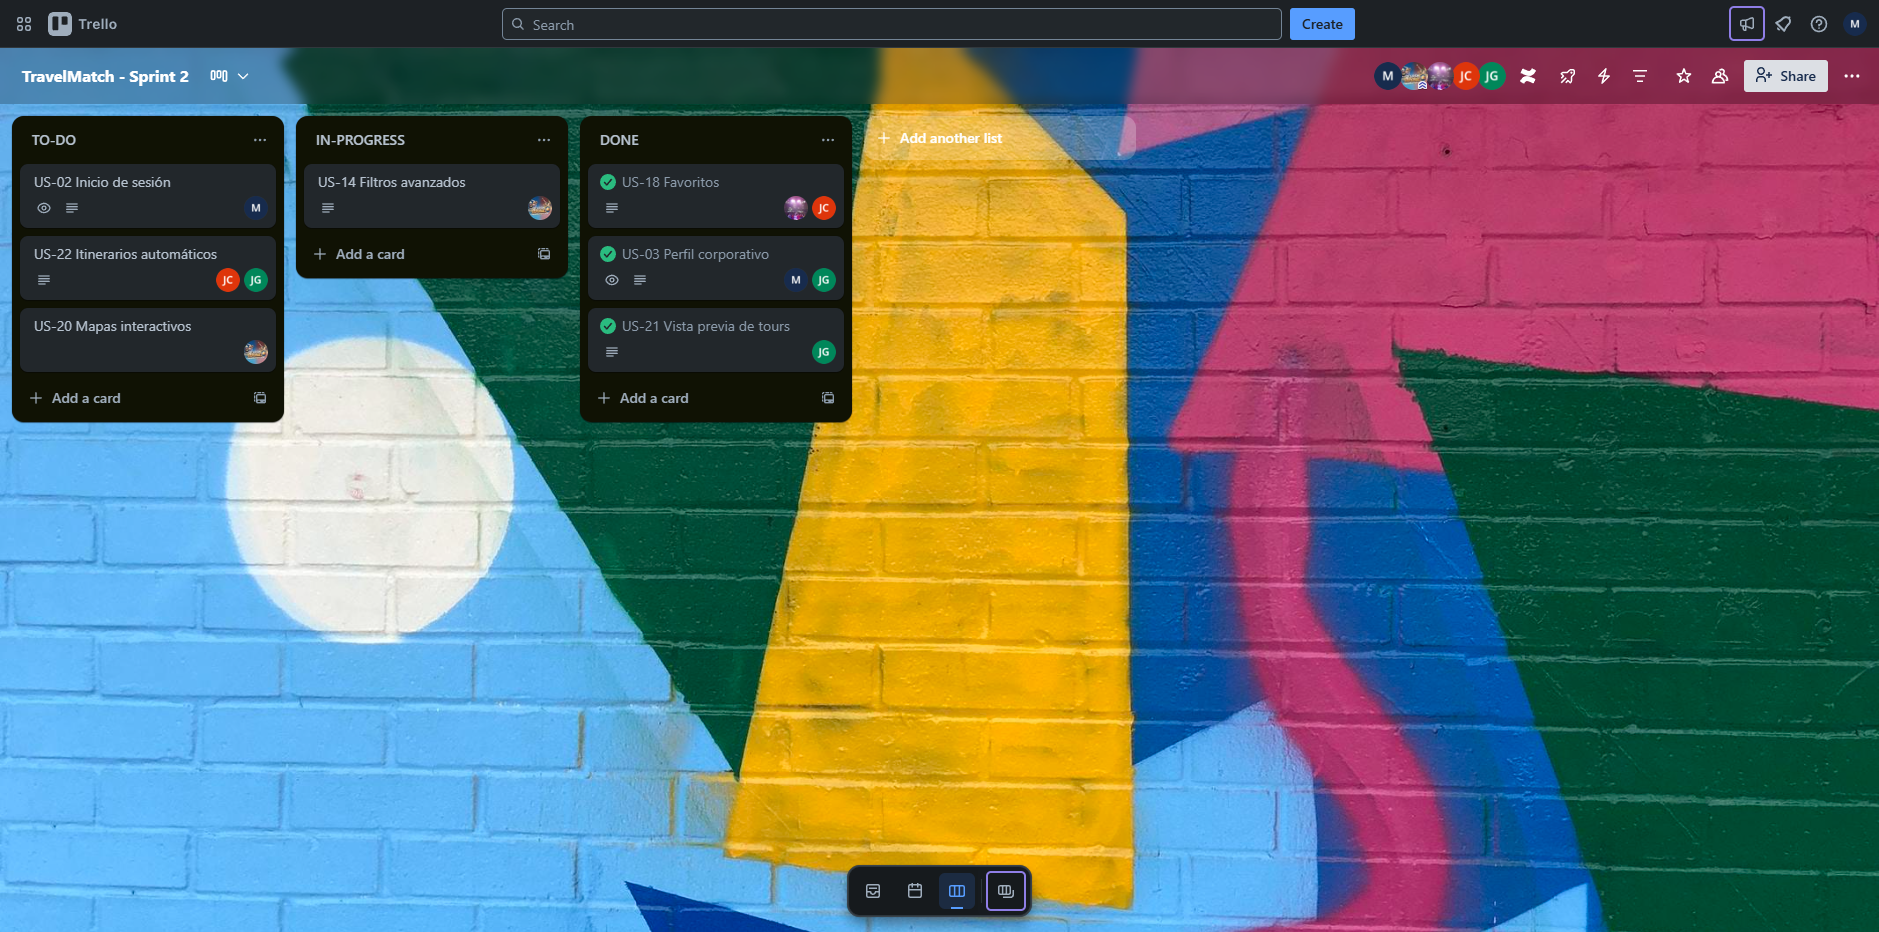 Trello
Search
Create
M
TravelMatch - Sprint 2
M
JC
JG
Share
TO-DO
US-02 Inicio de sesión
M
US-22 Itinerarios automáticos
JC
JG
US-20 Mapas interactivos
Add a card
IN-PROGRESS
US-14 Filtros avanzados
Add a card
DONE
US-18 Favoritos
JC
US-03 Perfil corporativo
M
JG
US-21 Vista previa de tours
JG
Add a card
Add another list